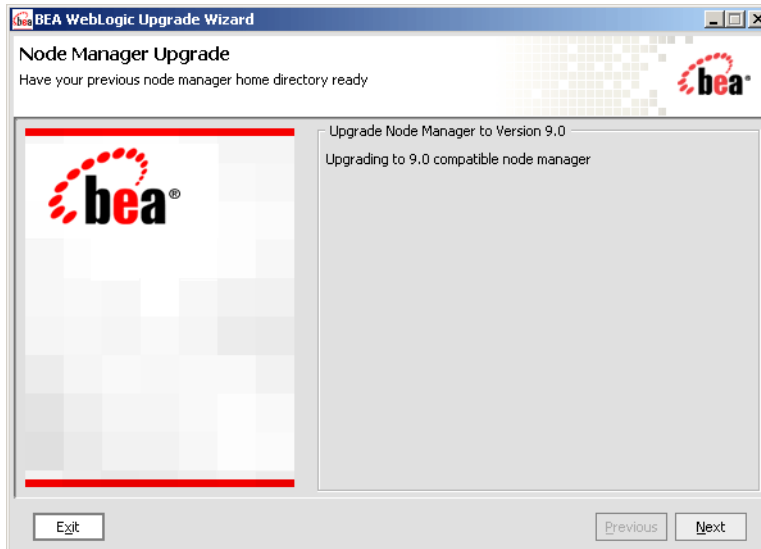 bea BEA WebLogic Upgrade Wizard
Node Manager Upgrade
Have your previous node manager home directory ready
bea
Upgrade Node Manager to Version 9.0
Upgrading to 9.0 compatible node manager
bea®
Exit
Previous
Next